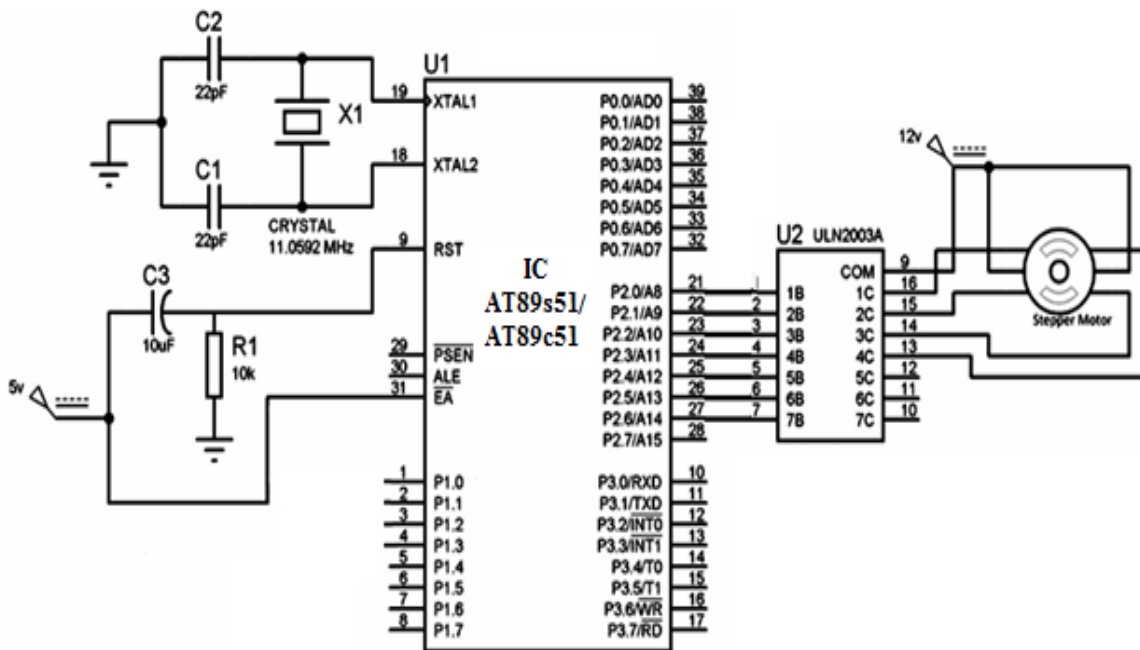 C2
22pF
X1
C1
22pF
CRYSTAL
11.0592 MHz
C3
10uF
R1
10k
5v
U1
19 XTAL1
18 XTAL2
9 RST
29 PSEN
30 ALE
31 EA
1 P1.0
2 P1.1
3 P1.2
4 P1.3
5 P1.4
6 P1.5
7 P1.6
8 P1.7
IC
AT89s51/
AT89c51
P0.0/AD0 39
P0.1/AD1 38
P0.2/AD2 37
P0.3/AD3 36
P0.4/AD4 35
P0.5/AD5 34
P0.6/AD6 33
P0.7/AD7 32
P2.0/A8 21
P2.1/A9 22
P2.2/A10 23
P2.3/A11 24
P2.4/A12 25
P2.5/A13 26
P2.6/A14 27
P2.7/A15 28
P3.0/RXD 10
P3.1/TXD 11
P3.2/INT0 12
P3.3/INT1 13
P3.4/T0 14
P3.5/T1 15
P3.6/WR 16
P3.7/RD 17
U2 ULN2003A
1 1B
2 2B
3 3B
4 4B
5 5B
6 6B
7 7B
COM 9
1C 16
2C 15
3C 14
4C 13
5C 12
6C 11
7C 10
12v
Stepper Motor